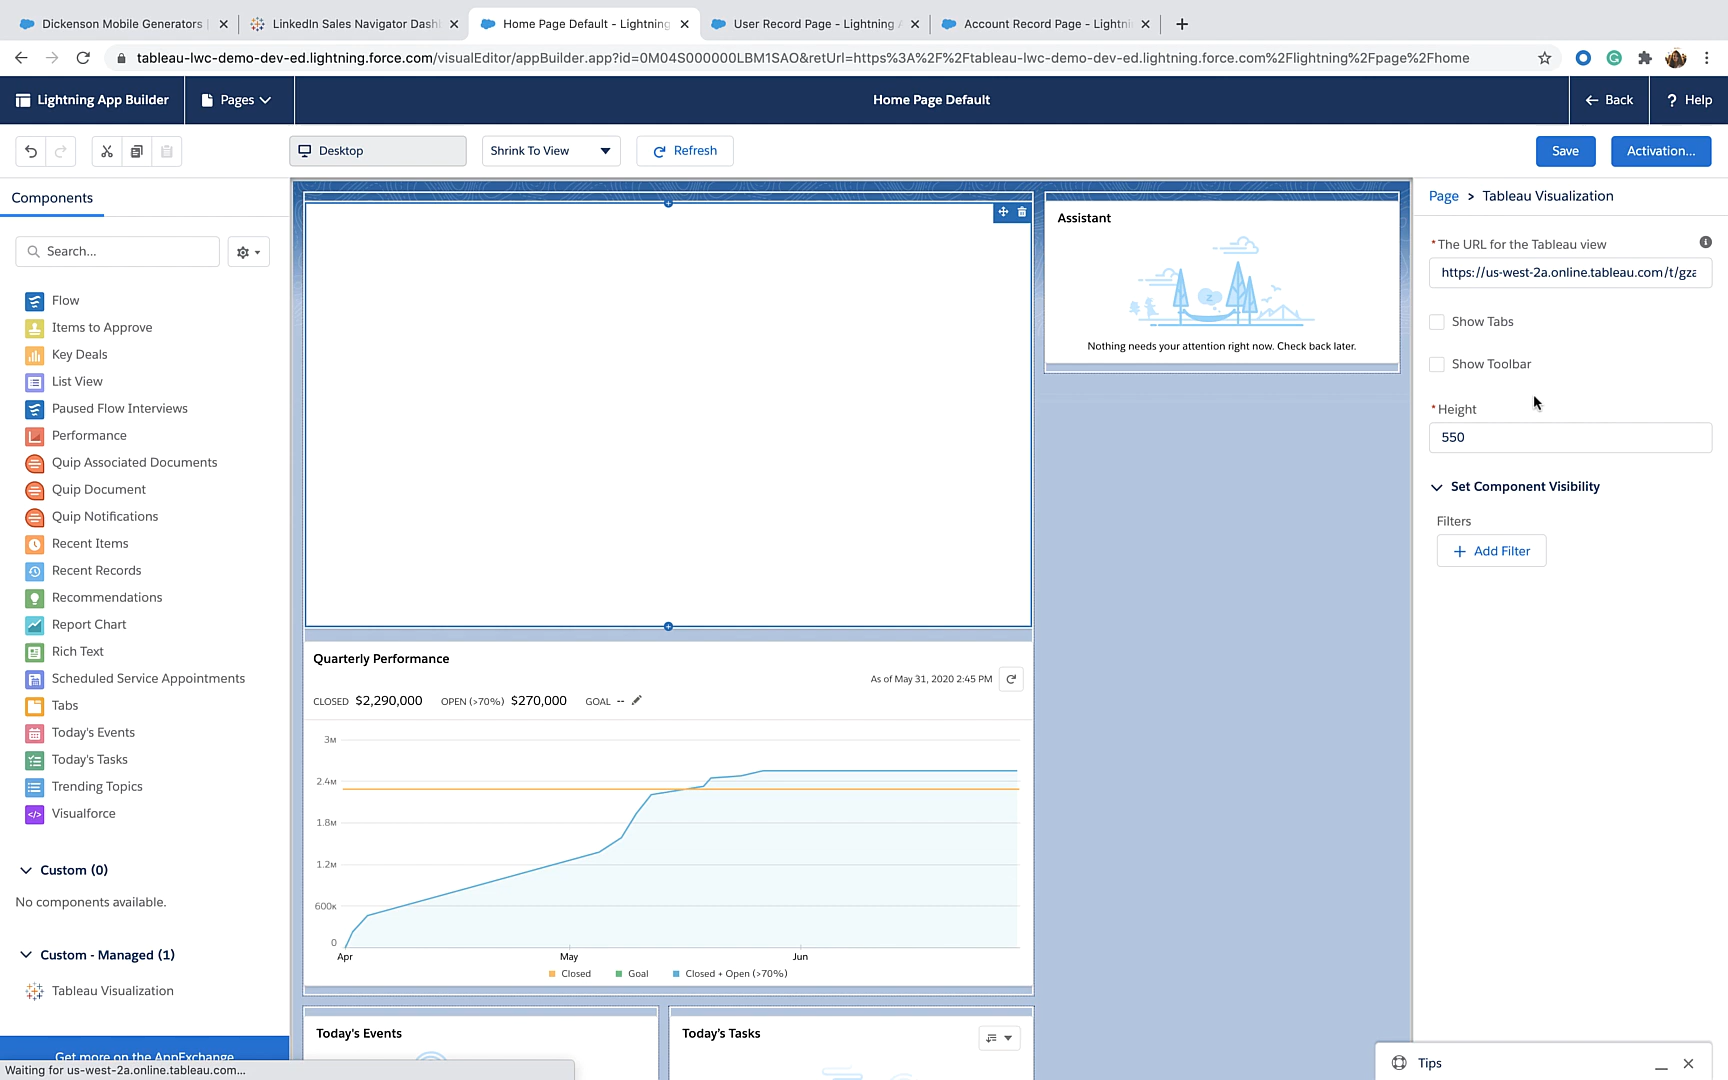 Dickenson Mobile Generators
LinkedIn Sales Navigator Dash
Home Page Default - Lightning
User Record Page - Lightning
Account Record Page - Lightni
tableau-lwc-demo-dev-ed.lightning.force.com/visualEditor/appBuilder.app?id=0M04S000000LBM1SAO&retUrl=https%3A%2F%2Ftableau-lwc-demo-dev-ed.lightning.force.com%2Flightning%2Fpage%2Fhome
Lightning App Builder
Pages
Home Page Default
Back
? Help
Desktop
Shrink To View
Refresh
Save
Activation...
Components
Search...
Flow
Items to Approve
Key Deals
List View
Paused Flow Interviews
Performance
Quip Associated Documents
Quip Document
Quip Notifications
Recent Items
Recent Records
Recommendations
Report Chart
Rich Text
Scheduled Service Appointments
Tabs
Today's Events
Today's Tasks
Trending Topics
Visualforce
Custom (0)
No components available.
Custom - Managed (1)
Tableau Visualization
Get more on the AppExchange
Waiting for us-west-2a.online.tableau.com...
Quarterly Performance
As of May 31, 2020 2:45 PM
CLOSED $2,290,000 OPEN (>70%) $270,000 GOAL --
3M
2.4M
1.8M
1.2M
600K
0
Apr May Jun
Closed Goal Closed + Open (>70%)
Today's Events
Today's Tasks
Assistant
z
Nothing needs your attention right now. Check back later.
Page > Tableau Visualization
*The URL for the Tableau view
https://us-west-2a.online.tableau.com/t/gza
Show Tabs
Show Toolbar
*Height
550
Set Component Visibility
Filters
+ Add Filter
Tips